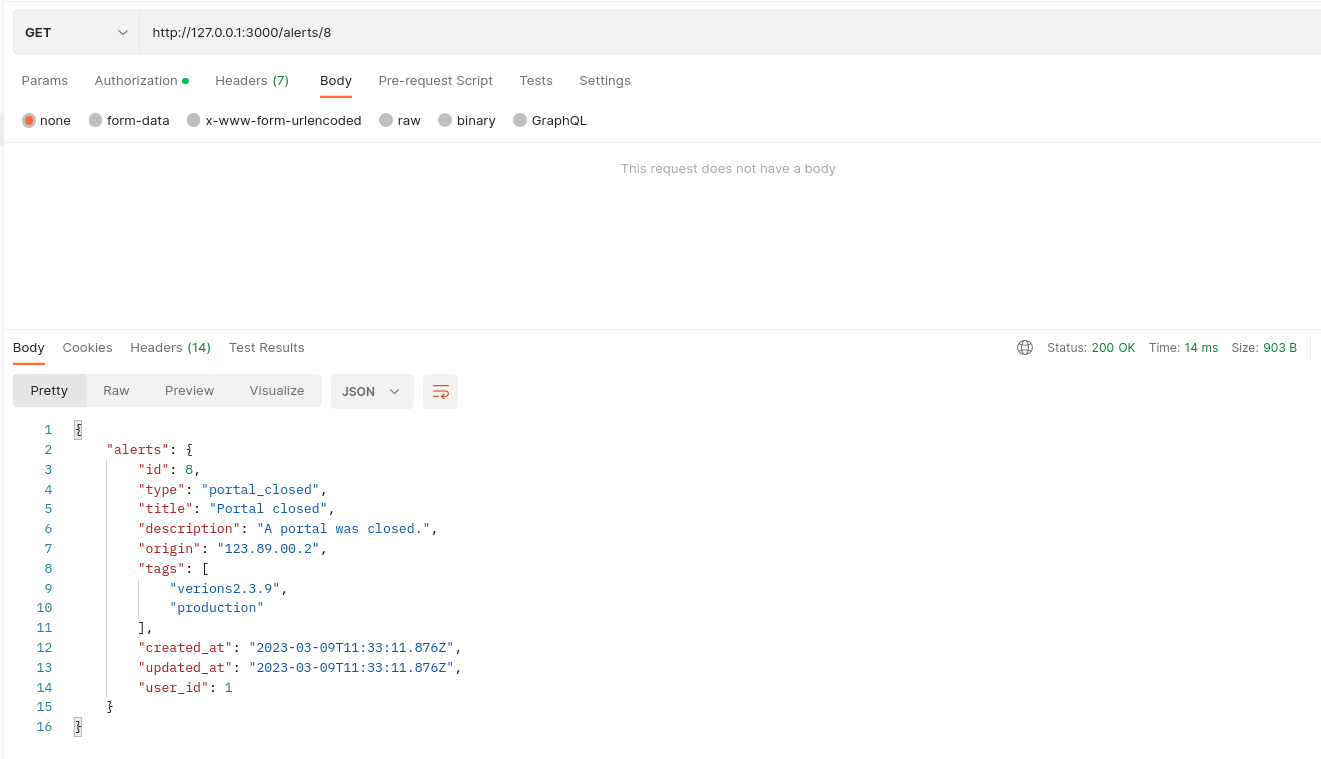 GET http://127.0.0.1:3000/alerts/8
Params Authorization Headers (7) Body Pre-request Script Tests Settings
none form-data x-www-form-urlencoded raw binary GraphQL
This request does not have a body
Body Cookies Headers (14) Test Results Status: 200 OK Time: 14 ms Size: 903 B
Pretty Raw Preview Visualize JSON
1 {
2 "alerts": {
3 "id": 8,
4 "type": "portal_closed",
5 "title": "Portal closed",
6 "description": "A portal was closed.",
7 "origin": "123.89.00.2",
8 "tags": [
9 "verions2.3.9",
10 "production"
11 ],
12 "created_at": "2023-03-09T11:33:11.876Z",
13 "updated_at": "2023-03-09T11:33:11.876Z",
14 "user_id": 1
15 }
16 }